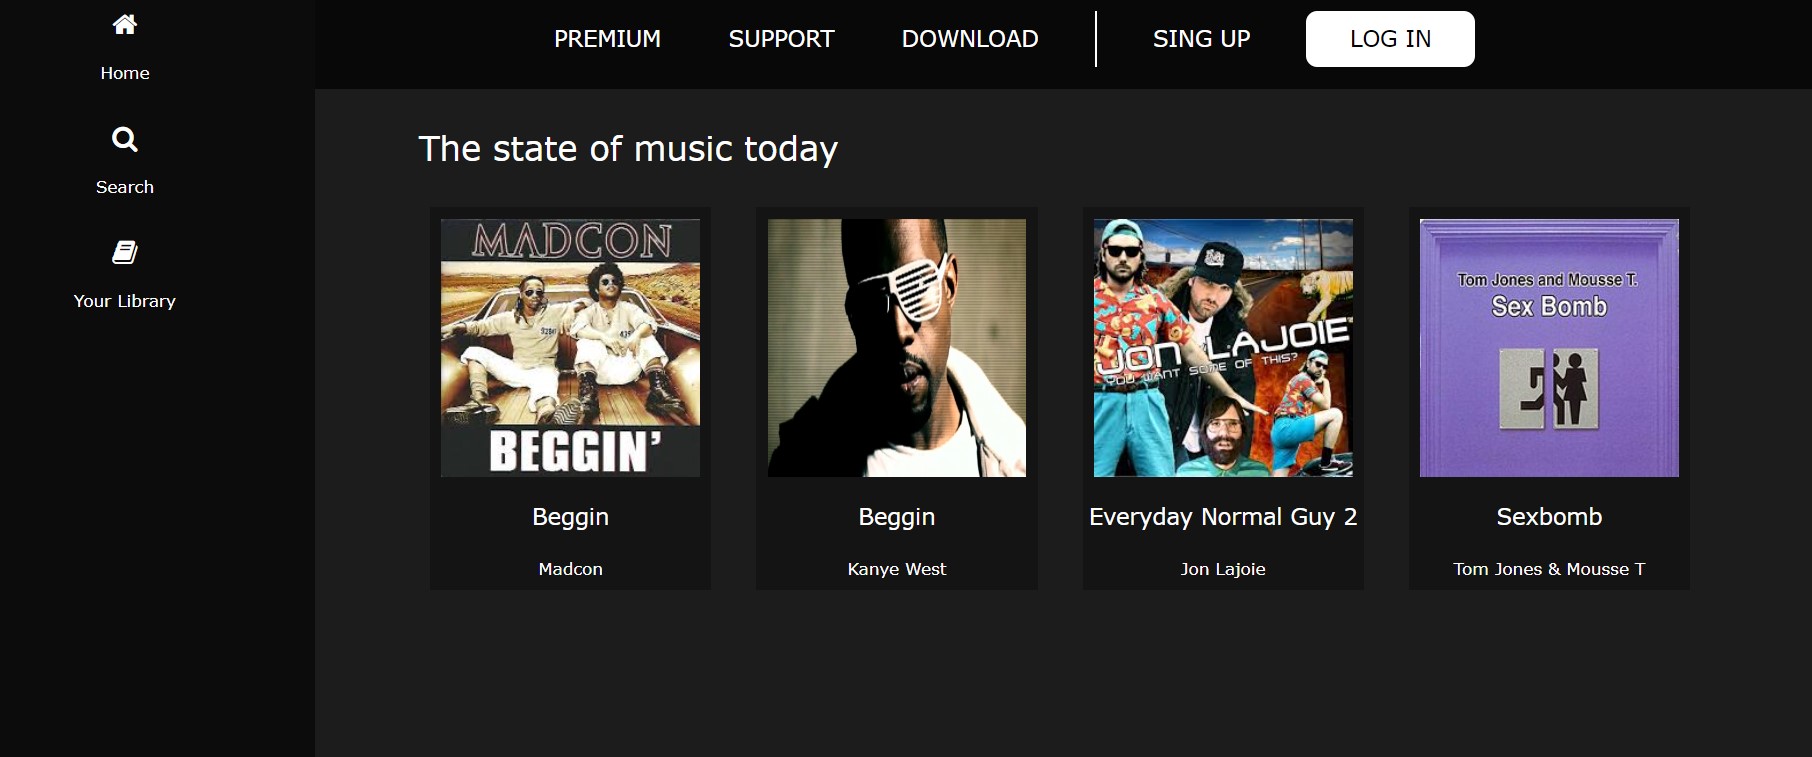 Home
Search
Your Library
PREMIUM SUPPORT DOWNLOAD SING UP LOG IN
The state of music today
MADCON
BEGGIN’
Beggin
Madcon
Beggin
Kanye West
JON LAJOIE
YOU WANT SOME OF THIS?
Everyday Normal Guy 2
Jon Lajoie
Tom Jones and Mousse T.
Sex Bomb
Sexbomb
Tom Jones & Mousse T